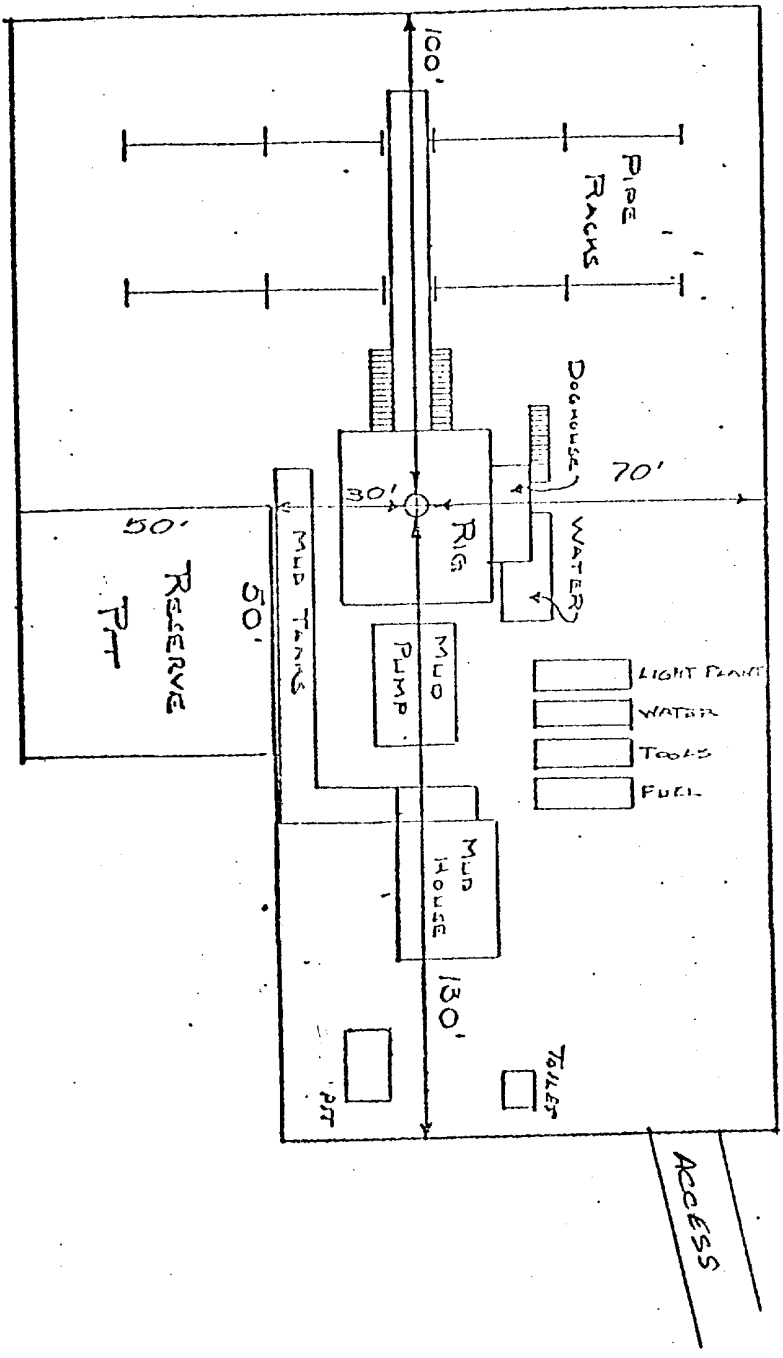 100'
PIPE
RACKS
DOGHOUSE
WATER
70'
30'
RIG
MUD
PUMP
LIGHT PLANT
WATER
TOOLS
FUEL
MUD TANKS
50'
50'
RESERVE
PIT
MUD
HOUSE
130'
PIT
TOILET
ACCESS